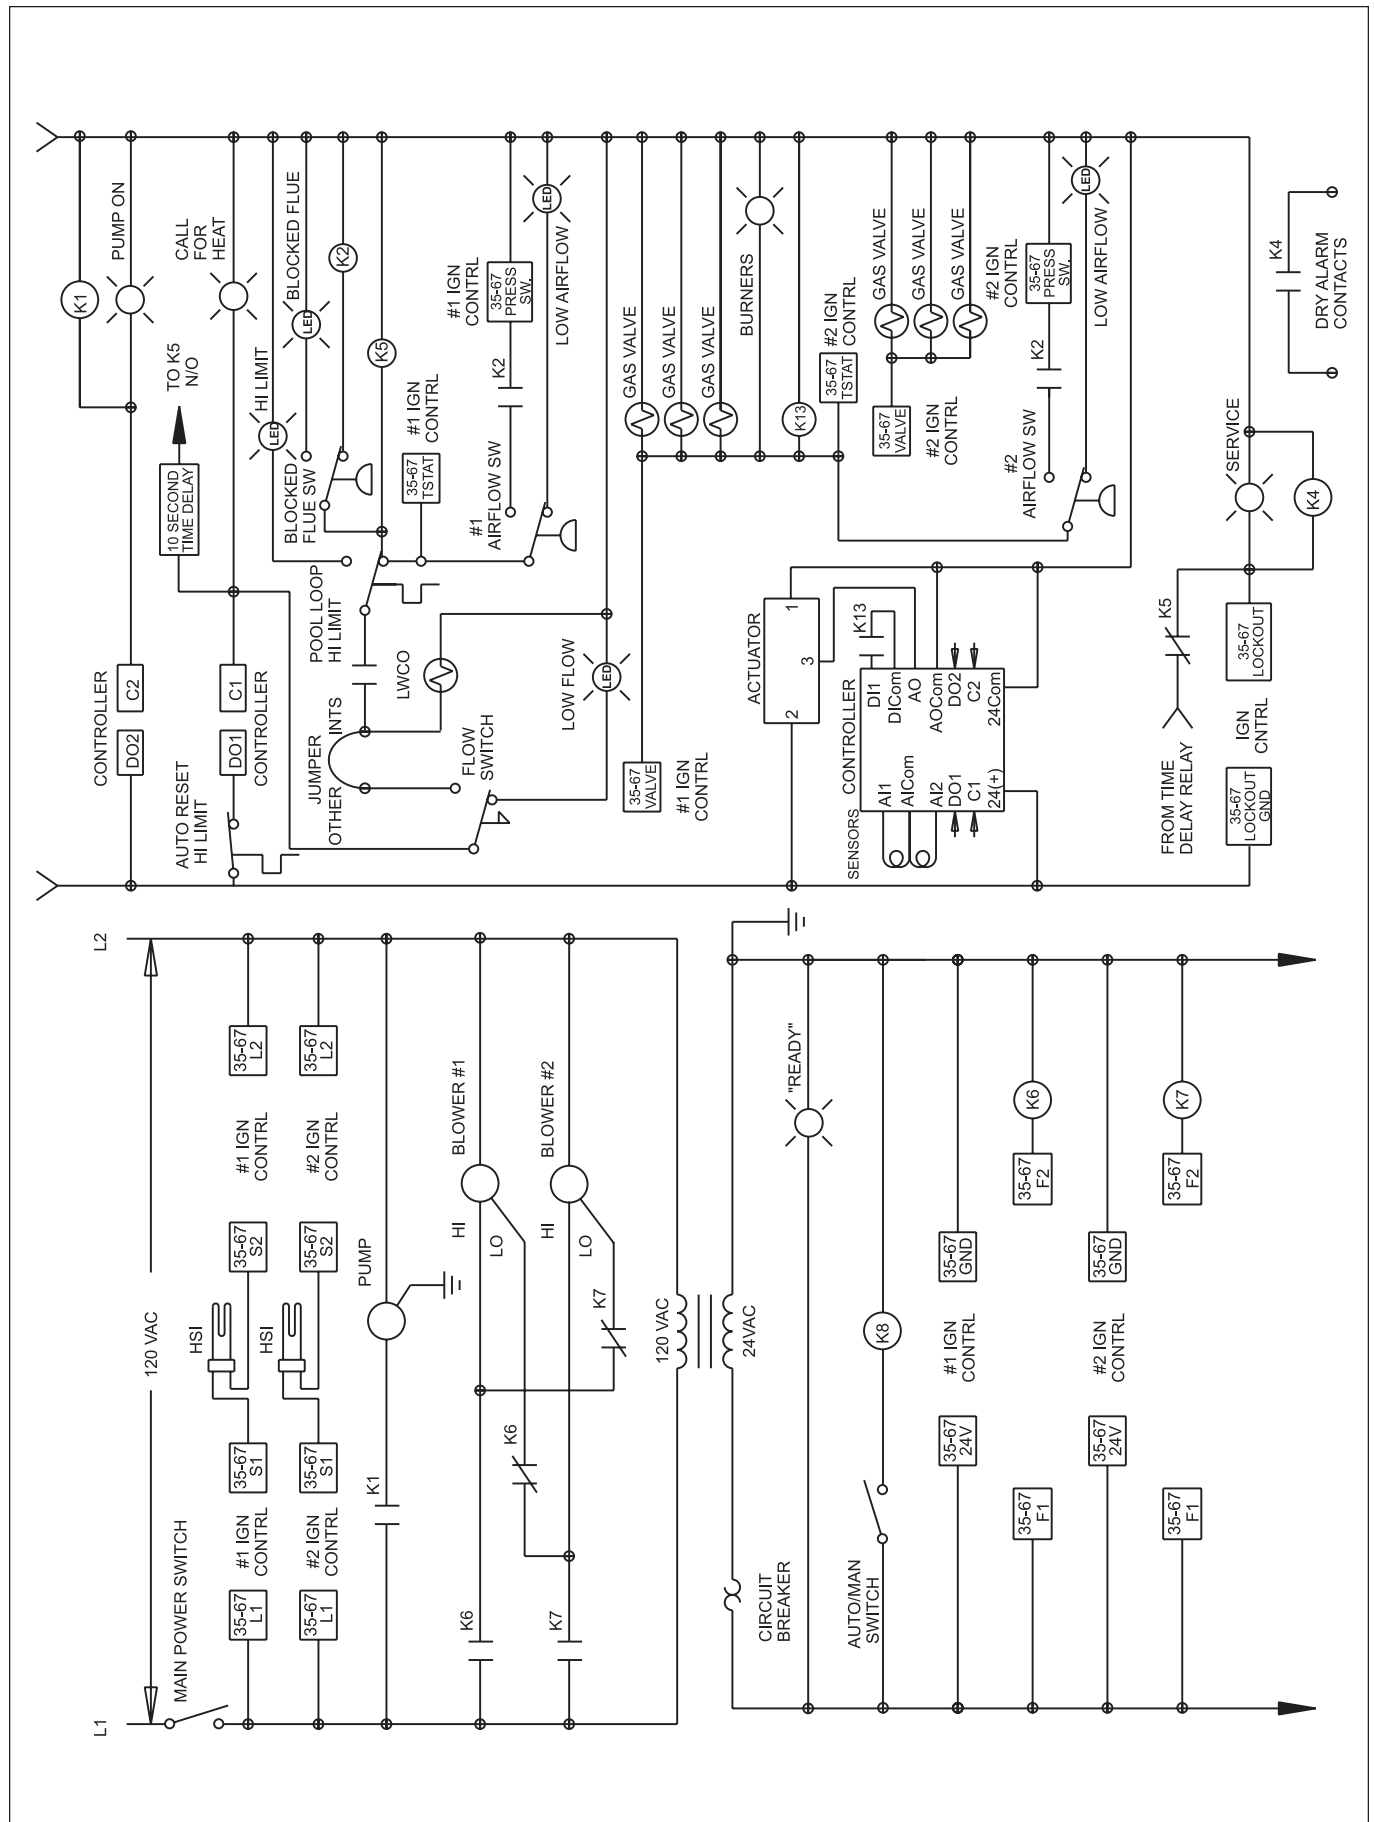 L1
L2
120 VAC
MAIN POWER SWITCH
35-67
L1
#1 IGN
CONTRL
35-67
S1
HSI
35-67
S2
#1 IGN
CONTRL
35-67
L2
35-67
L1
#2 IGN
CONTRL
35-67
S1
HSI
35-67
S2
#2 IGN
CONTRL
35-67
L2
K1
PUMP
K6
HI
BLOWER #1
LO
K6
K7
HI
BLOWER #2
LO
K7
120 VAC
24VAC
CIRCUIT
BREAKER
"READY"
AUTO/MAN
SWITCH
K8
35-67
24V
#1 IGN
CONTRL
35-67
GND
35-67
F1
35-67
F2
K6
35-67
24V
#2 IGN
CONTRL
35-67
GND
35-67
F1
35-67
F2
K7
K1
CONTROLLER
DO2
C2
PUMP ON
10 SECOND
TIME DELAY
TO K5
N/O
AUTO RESET
HI LIMIT
DO1
C1
CONTROLLER
CALL
FOR
HEAT
HI LIMIT
LED
BLOCKED FLUE
LED
BLOCKED
FLUE SW
K2
K5
POOL LOOP
HI LIMIT
35-67
TSTAT
#1 IGN
CONTRL
JUMPER
OTHER
INTS
LWCO
FLOW
SWITCH
#1
AIRFLOW SW
K2
35-67
PRESS
SW.
#1 IGN
CONTRL
LED
LOW AIRFLOW
LOW FLOW
LED
35-67
VALVE
#1 IGN
CONTRL
GAS VALVE
GAS VALVE
GAS VALVE
BURNERS
K13
35-67
TSTAT
#2 IGN
CONTRL
35-67
VALVE
#2 IGN
CONTRL
GAS VALVE
GAS VALVE
GAS VALVE
#2
AIRFLOW SW
K2
35-67
PRESS
SW.
#2 IGN
CONTRL
LED
LOW AIRFLOW
ACTUATOR
1
2
3
K13
SENSORS
CONTROLLER
AI1
AICom
AI2
DO1
C1
24(+)
DI1
DICom
AO
AOCom
DO2
C2
24Com
FROM TIME
DELAY RELAY
K5
35-67
LOCKOUT
GND
IGN
CNTRL
35-67
LOCKOUT
SERVICE
K4
K4
DRY ALARM
CONTACTS